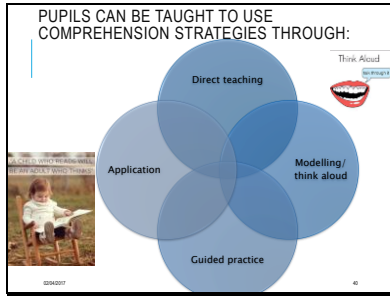 PUPILS CAN BE TAUGHT TO USE
COMPREHENSION STRATEGIES THROUGH:
Think Aloud
Direct teaching
Application
Modelling/
think aloud
Guided practice
A CHILD WHO READS WILL
BE AN ADULT WHO THINKS
02/04/2017
40